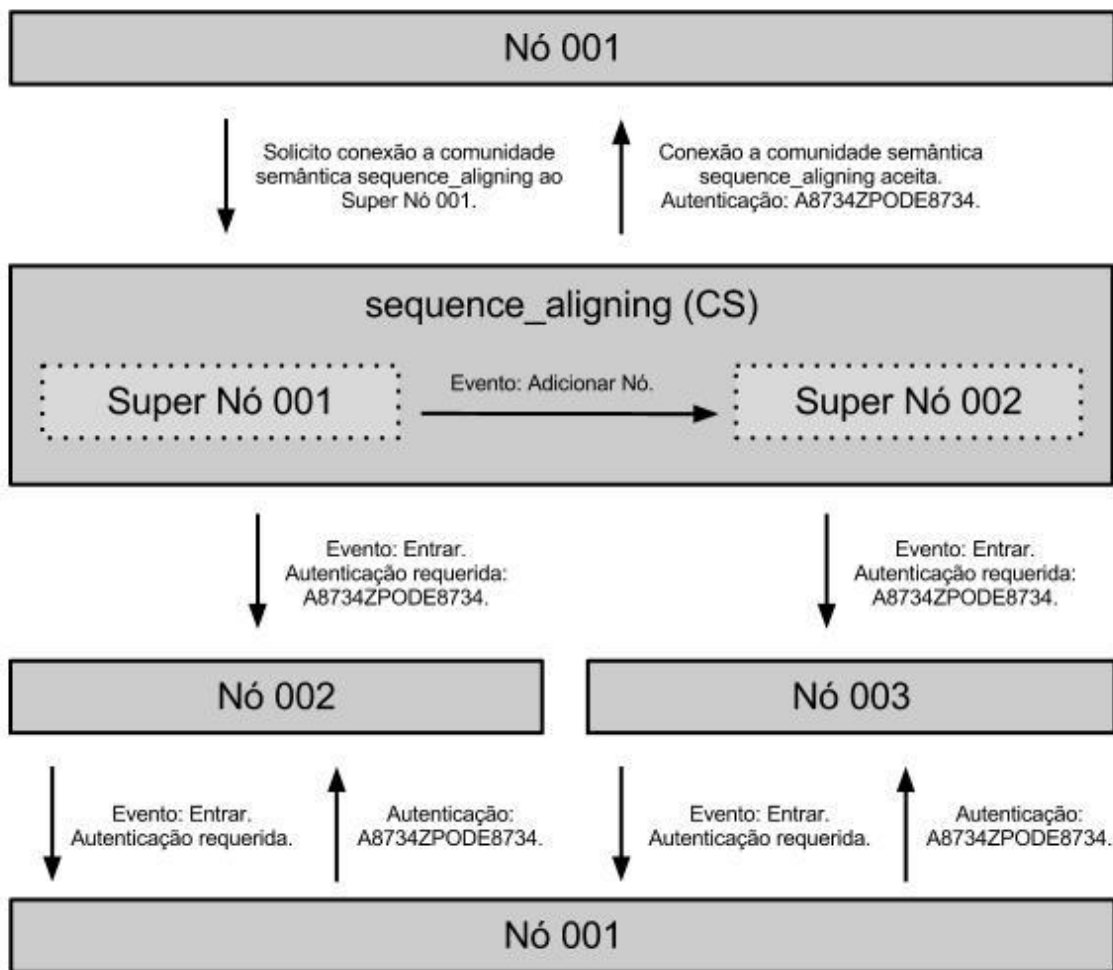 Nó 001
Solicito conexão a comunidade
semântica sequence_aligning ao
Super Nó 001.
Conexão a comunidade semântica
sequence_aligning aceita.
Autenticação: A8734ZPODE8734.
sequence_aligning (CS)
Super Nó 001
Evento: Adicionar Nó.
Super Nó 002
Evento: Entrar.
Autenticação requerida:
A8734ZPODE8734.
Evento: Entrar.
Autenticação requerida:
A8734ZPODE8734.
Nó 002
Nó 003
Evento: Entrar.
Autenticação requerida.
Autenticação:
A8734ZPODE8734.
Evento: Entrar.
Autenticação requerida.
Autenticação:
A8734ZPODE8734.
Nó 001